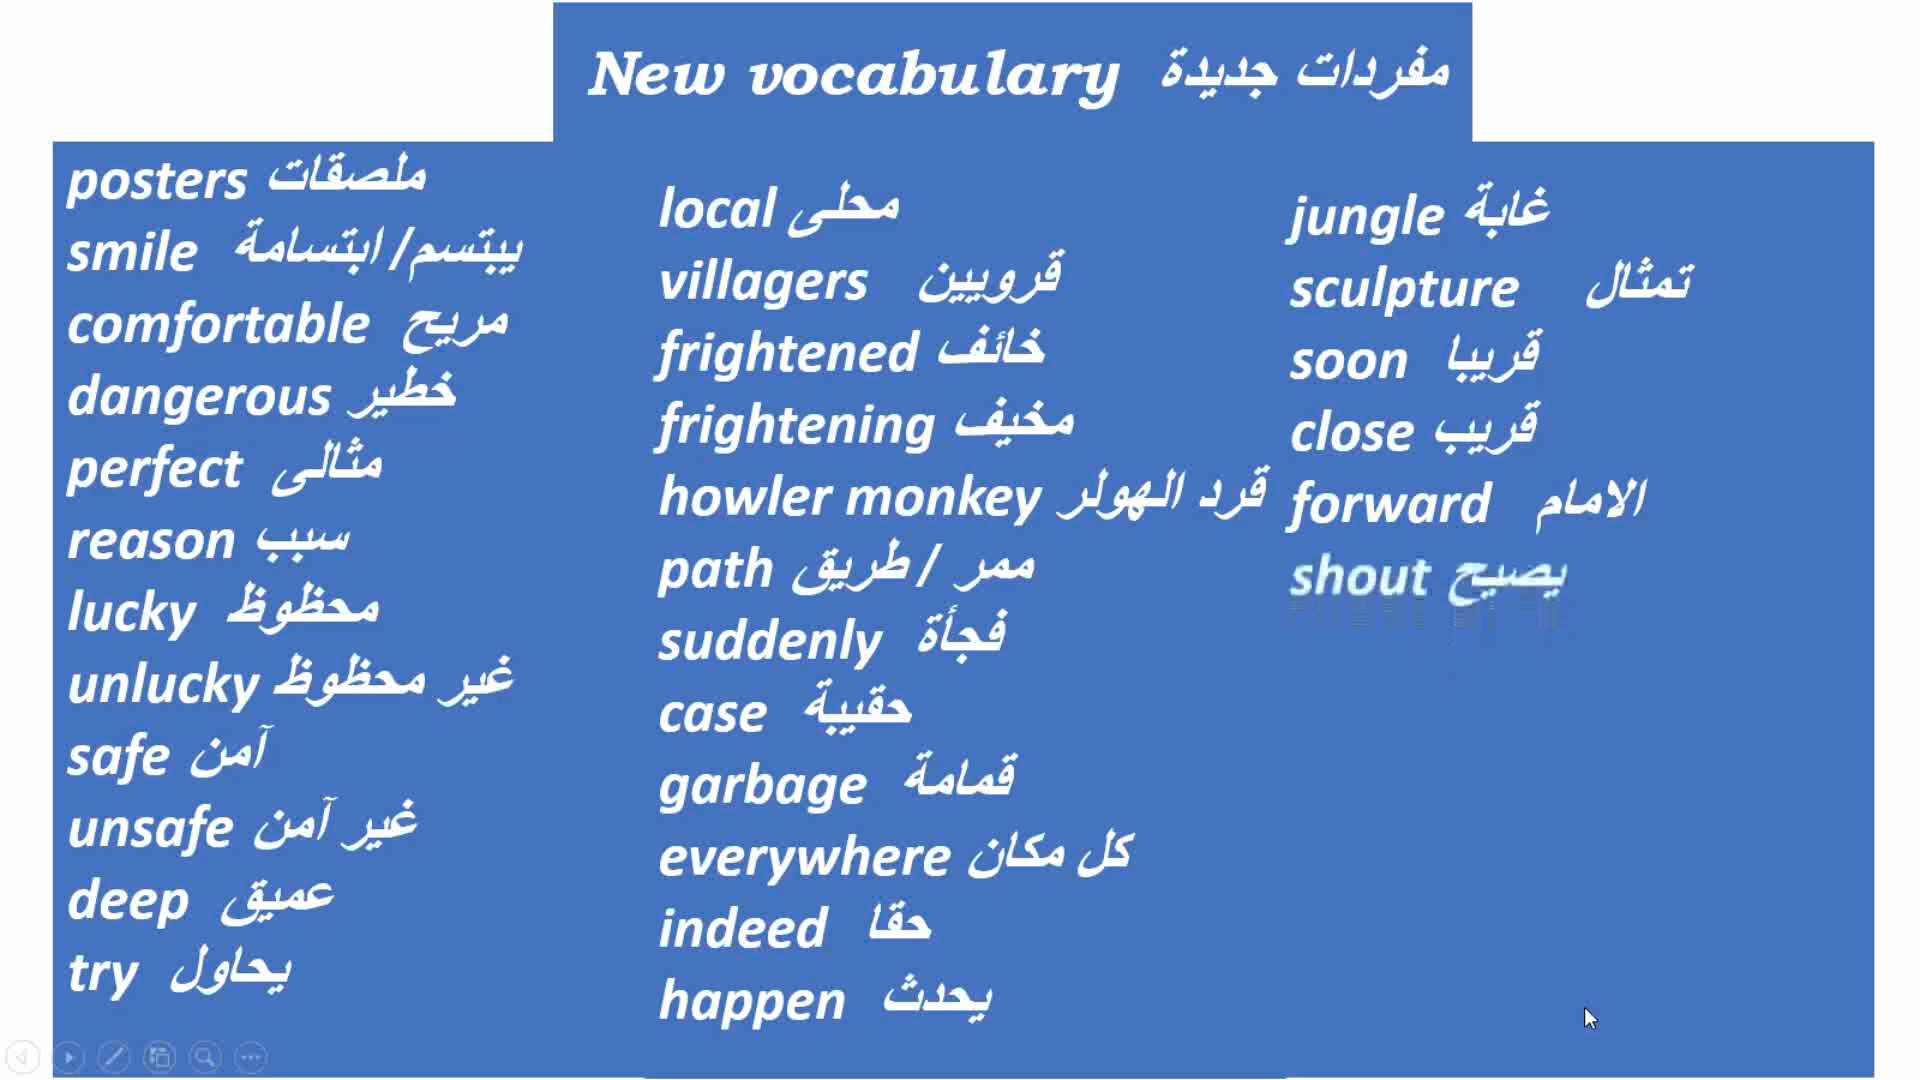 New vocabulary مفردات جديدة
posters ملصقات
smile يبتسم/ ابتسامة
comfortable مريح
dangerous خطير
perfect مثالى
reason سبب
lucky محظوظ
unlucky غير محظوظ
safe آمن
unsafe غير آمن
deep عميق
try يحاول
local محلى
villagers قرويين
frightened خائف
frightening مخيف
howler monkey قرد الهولر
path ممر / طريق
suddenly فجأة
case حقيبة
garbage قمامة
everywhere كل مكان
indeed حقا
happen يحدث
jungle غابة
sculpture تمثال
soon قريبا
close قريب
forward الامام
shout يصيح